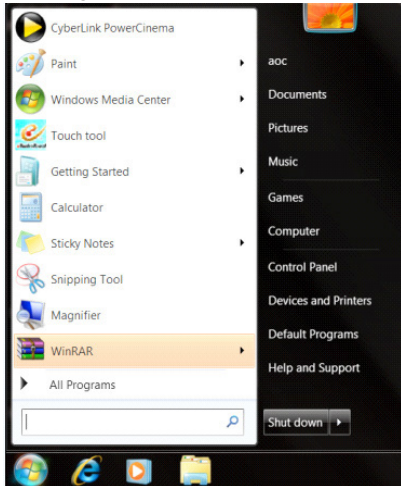 CyberLink PowerCinema
Paint
Windows Media Center
Touch tool
Getting Started
Calculator
Sticky Notes
Snipping Tool
Magnifier
WinRAR
All Programs
aoc
Documents
Pictures
Music
Games
Computer
Control Panel
Devices and Printers
Default Programs
Help and Support
Shut down